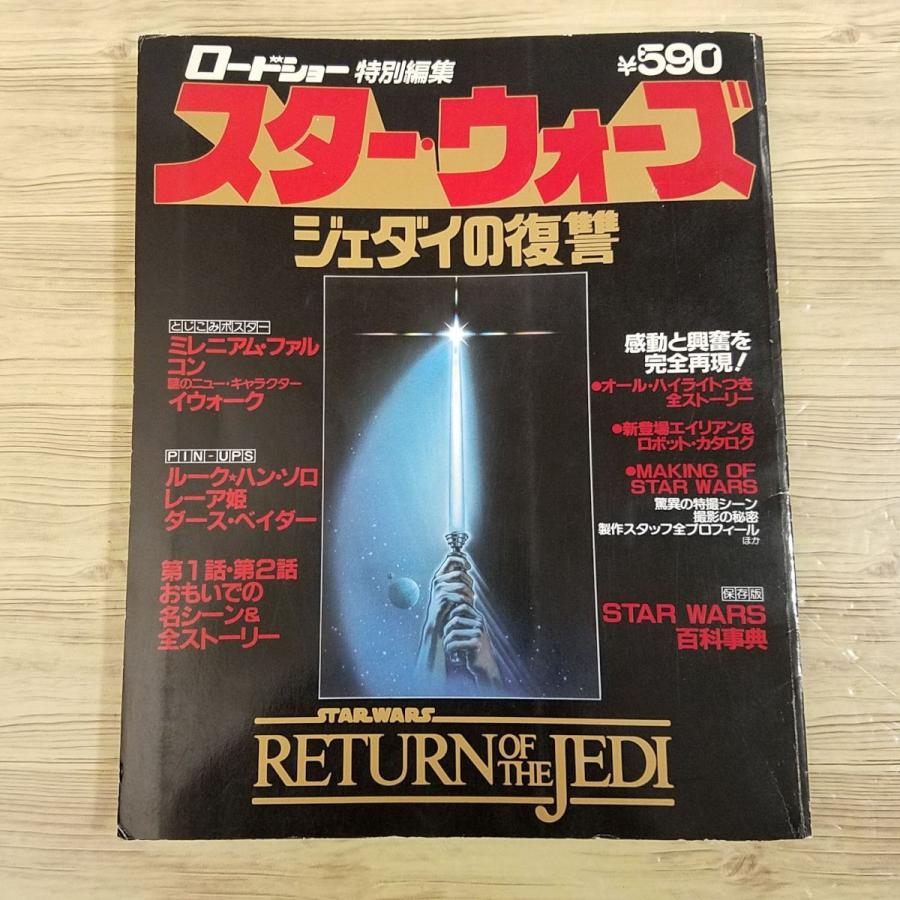 ロードショー 特別編集
¥590
スター・ウォーズ
ジェダイの復讐
とじこみポスター
ミレニアム・ファル
コン
謎のニュー・キャラクター
イウォーク
PIN-UPS
ルーク★ハン・ソロ
レーア姫
ダース・ベイダー
第1話・第2話
おもいでの
名シーン&
全ストーリー
感動と興奮を
完全再現!
●オール・ハイライトつき
全ストーリー
●新登場エイリアン&
ロボット・カタログ
●MAKING OF
STAR WARS
驚異の特撮シーン
撮影の秘密
製作スタッフ全プロフィール
ほか
保存版
STAR WARS
百科事典
STAR WARS
RETURN OF THE JEDI